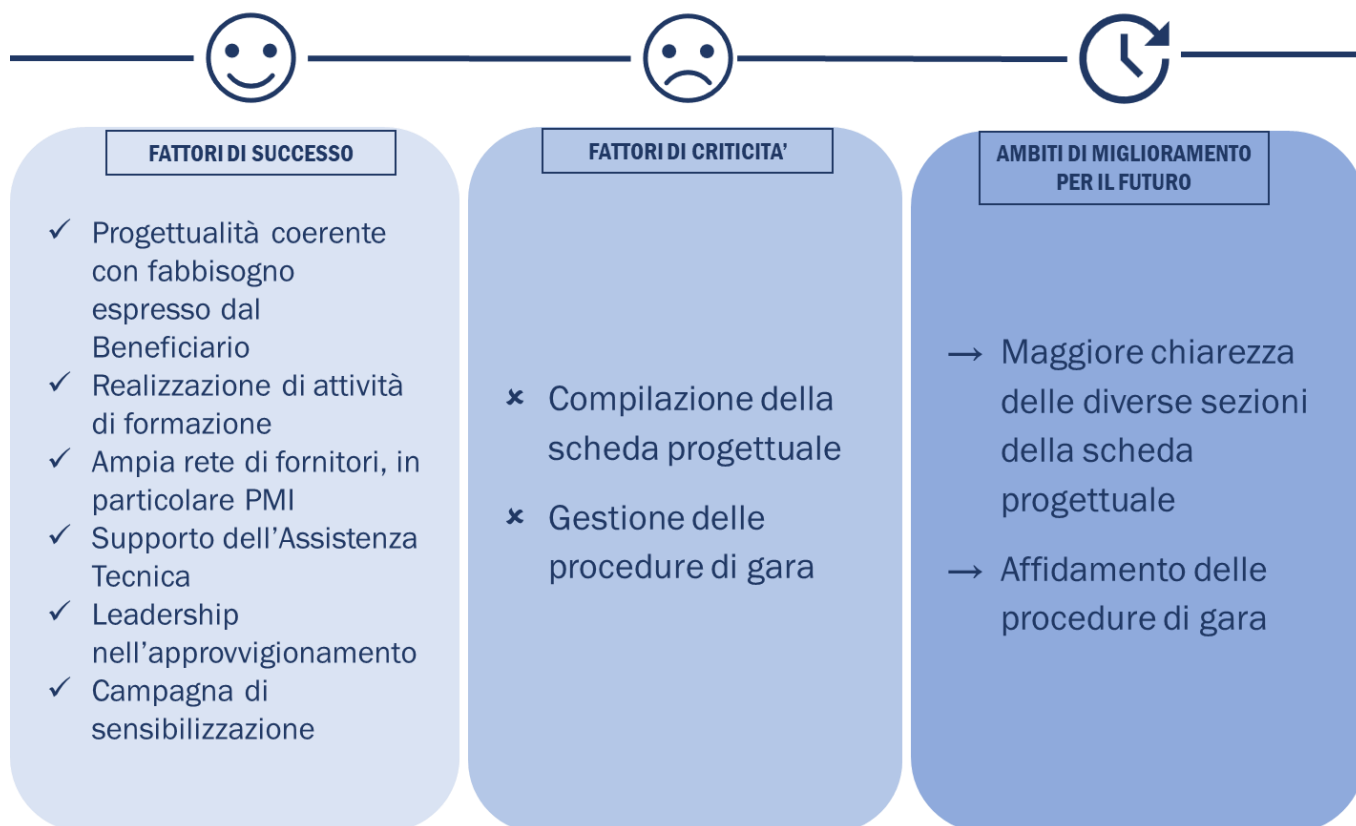 FATTORI DI SUCCESSO
✓ Progettualità coerente
con fabbisogno
espresso dal
Beneficiario
✓ Realizzazione di attività
di formazione
✓ Ampia rete di fornitori, in
particolare PMI
✓ Supporto dell’Assistenza
Tecnica
✓ Leadership
nell’approvvigionamento
✓ Campagna di
sensibilizzazione
FATTORI DI CRITICITA’
× Compilazione della
scheda progettuale
× Gestione delle
procedure di gara
AMBITI DI MIGLIORAMENTO
PER IL FUTURO
→ Maggiore chiarezza
delle diverse sezioni
della scheda
progettuale
→ Affidamento delle
procedure di gara